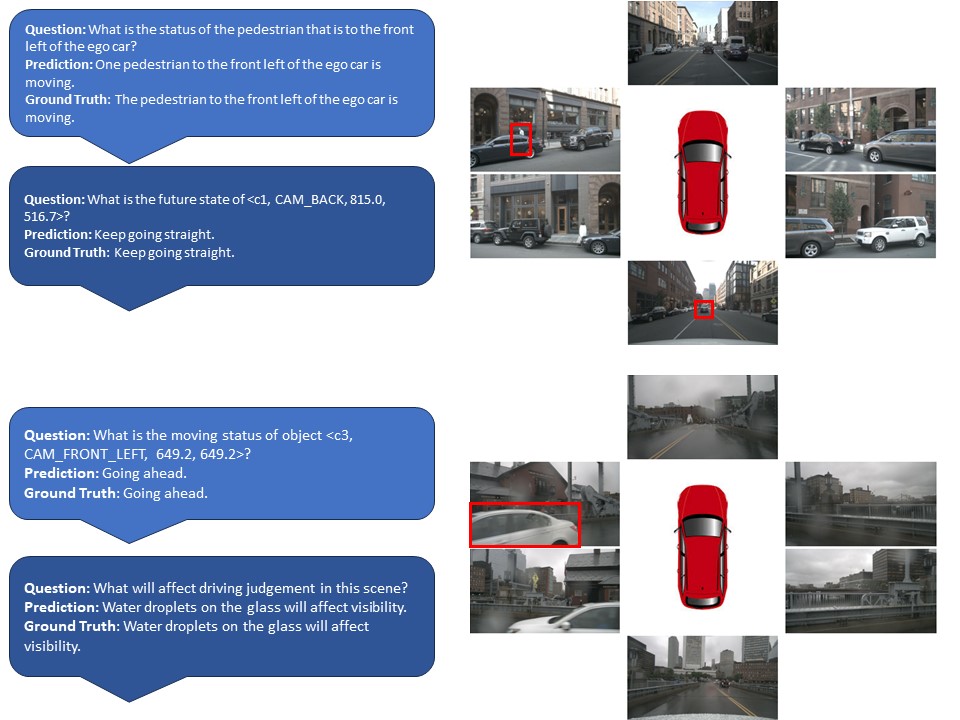 Question: What is the status of the pedestrian that is to the front
left of the ego car?
Prediction: One pedestrian to the front left of the ego car is
moving.
Ground Truth: The pedestrian to the front left of the ego car is
moving.
Question: What is the future state of <c1, CAM_BACK, 815.0,
516.7>?
Prediction: Keep going straight.
Ground Truth: Keep going straight.
Question: What is the moving status of object <c3,
CAM_FRONT_LEFT, 649.2, 649.2>?
Prediction: Going ahead.
Ground Truth: Going ahead.
Question: What will affect driving judgement in this scene?
Prediction: Water droplets on the glass will affect visibility.
Ground Truth: Water droplets on the glass will affect
visibility.